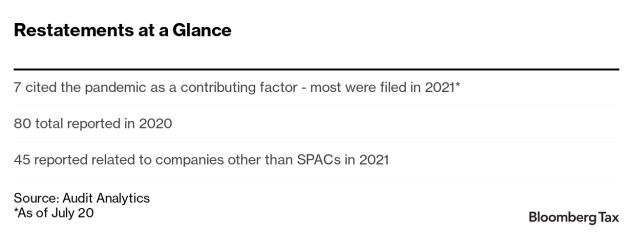 Restatements at a Glance
7 cited the pandemic as a contributing factor - most were filed in 2021*
80 total reported in 2020
45 reported related to companies other than SPACs in 2021
Source: Audit Analytics
*As of July 20
Bloomberg Tax